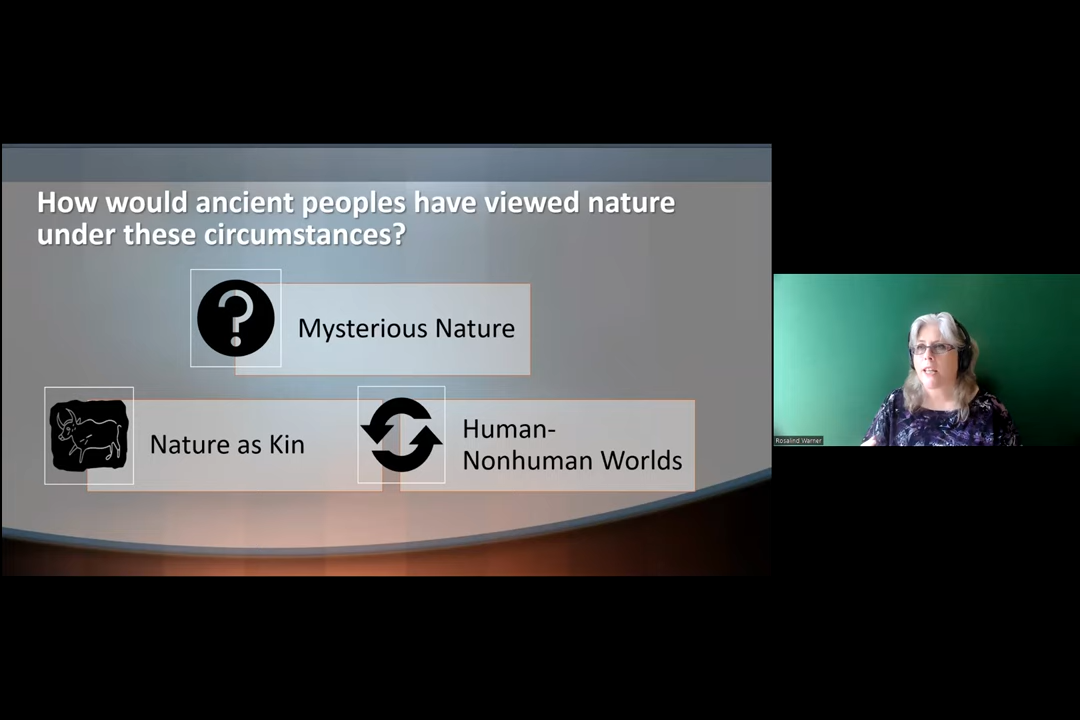 How would ancient peoples have viewed nature
under these circumstances?
Mysterious Nature
Nature as Kin
Human-
Nonhuman Worlds
Rosalind Warner